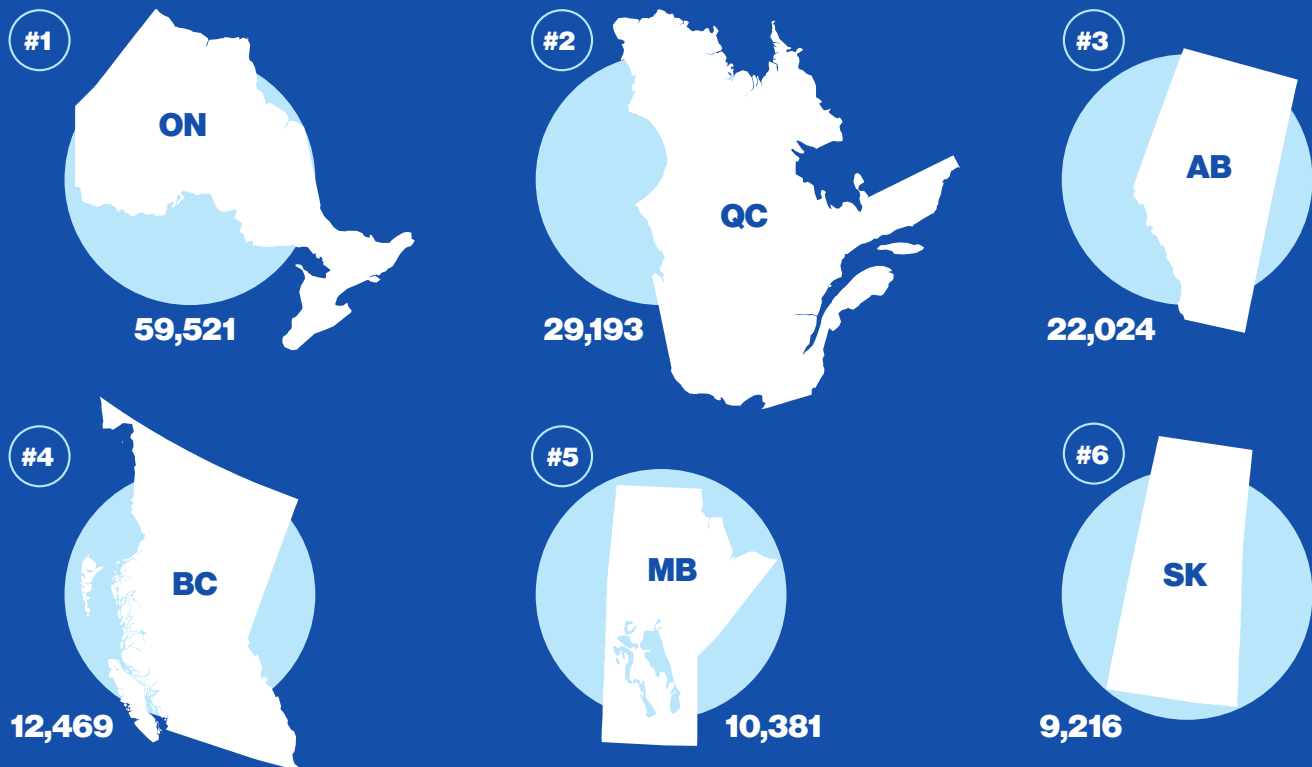 #1
ON
59,521
#2
QC
29,193
#3
AB
22,024
#4
BC
12,469
#5
MB
10,381
#6
SK
9,216